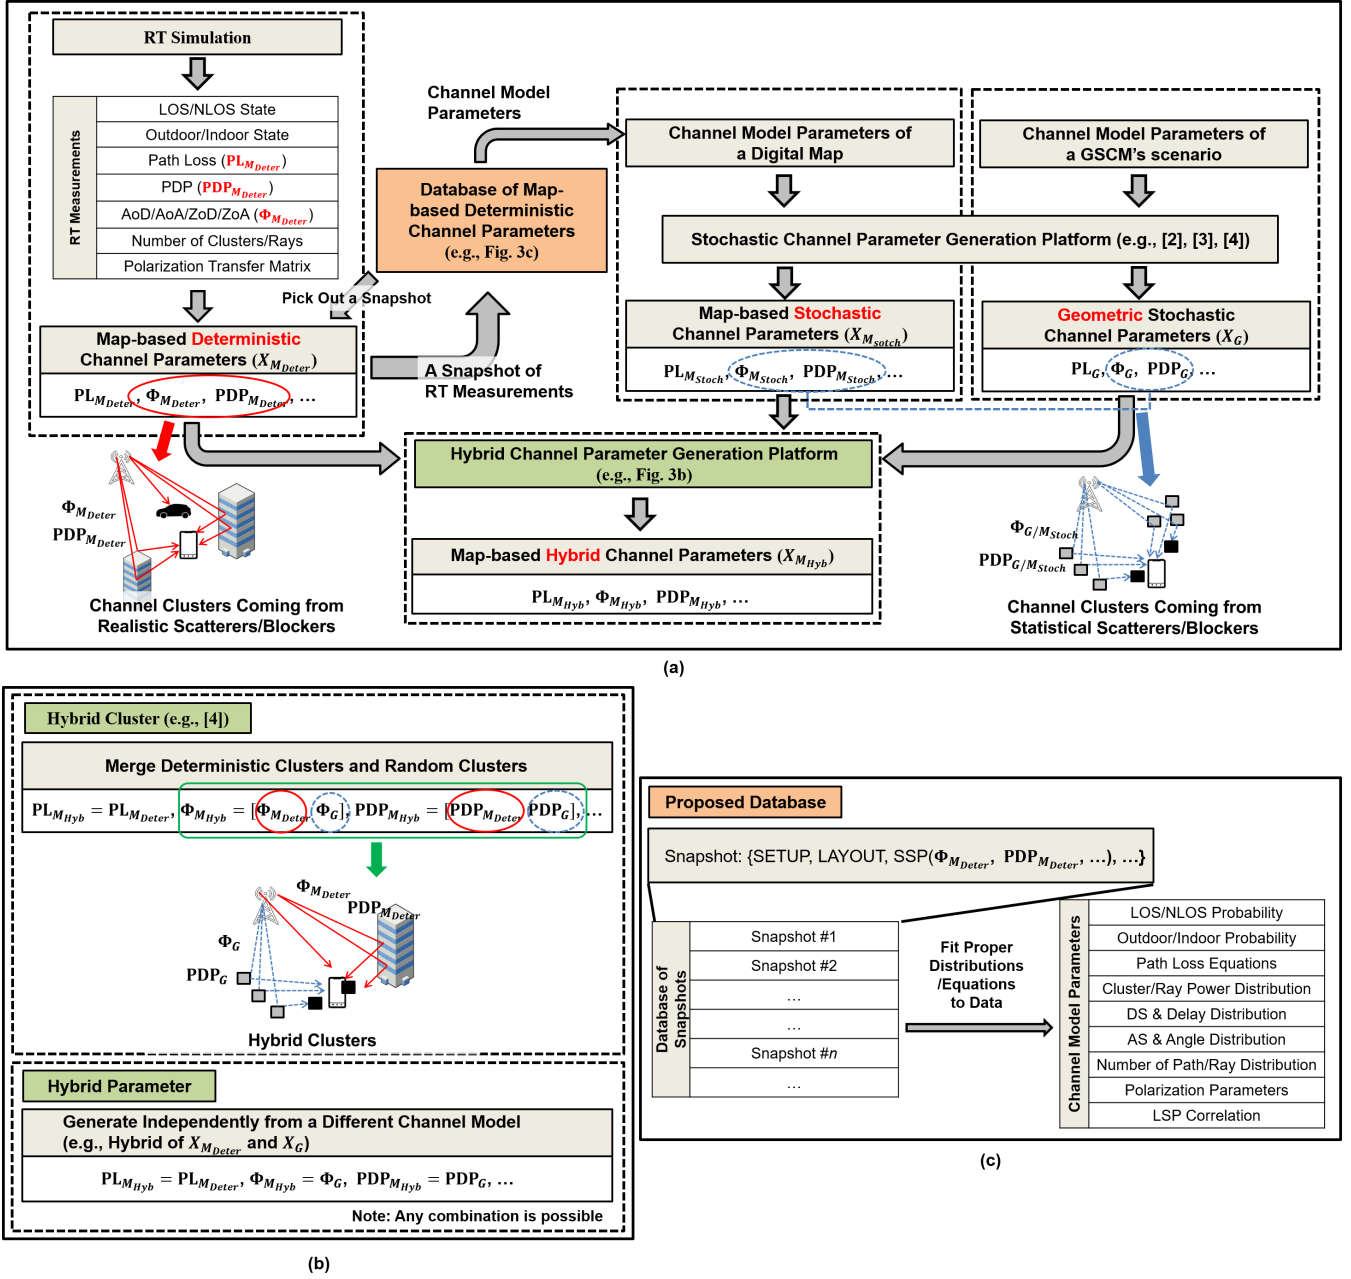 RT Simulation
RT Measurements
LOS/NLOS State
Outdoor/Indoor State
Path Loss (PL_{M_{Deter}})
PDP (PDP_{M_{Deter}})
AoD/AoA/ZoD/ZoA (Φ_{M_{Deter}})
Number of Clusters/Rays
Polarization Transfer Matrix
Map-based Deterministic
Channel Parameters (X_{M_{Deter}})
PL_{M_{Deter}}, Φ_{M_{Deter}}, PDP_{M_{Deter}}, …
Channel Model
Parameters
Database of Map-
based Deterministic
Channel Parameters
(e.g., Fig. 3c)
Pick Out a Snapshot
A Snapshot of
RT Measurements
Channel Model Parameters of
a Digital Map
Channel Model Parameters of
a GSCM's scenario
Stochastic Channel Parameter Generation Platform (e.g., [2], [3], [4])
Map-based Stochastic
Channel Parameters (X_{M_{sotch}})
PL_{M_{Stoch}}, Φ_{M_{Stoch}}, PDP_{M_{Stoch}}, …
Geometric Stochastic
Channel Parameters (X_G)
PL_G, Φ_G, PDP_G, …
Hybrid Channel Parameter Generation Platform
(e.g., Fig. 3b)
Map-based Hybrid Channel Parameters (X_{M_{Hyb}})
PL_{M_{Hyb}}, Φ_{M_{Hyb}}, PDP_{M_{Hyb}}, …
Φ_{M_{Deter}}
PDP_{M_{Deter}}
Channel Clusters Coming from
Realistic Scatterers/Blockers
Φ_{G/M_{Stoch}}
PDP_{G/M_{Stoch}}
Channel Clusters Coming from
Statistical Scatterers/Blockers
(a)
Hybrid Cluster (e.g., [4])
Merge Deterministic Clusters and Random Clusters
PL_{M_{Hyb}} = PL_{M_{Deter}}, Φ_{M_{Hyb}} = [Φ_{M_{Deter}} Φ_G], PDP_{M_{Hyb}} = [PDP_{M_{Deter}} PDP_G], …
Φ_{M_{Deter}}
PDP_{M_{Deter}}
Φ_G
PDP_G
Hybrid Clusters
Hybrid Parameter
Generate Independently from a Different Channel Model
(e.g., Hybrid of X_{M_{Deter}} and X_G)
PL_{M_{Hyb}} = PL_{M_{Deter}}, Φ_{M_{Hyb}} = Φ_G, PDP_{M_{Hyb}} = PDP_G, …
Note: Any combination is possible
(b)
Proposed Database
Snapshot: {SETUP, LAYOUT, SSP(Φ_{M_{Deter}}, PDP_{M_{Deter}}, …), …}
Database of
Snapshots
Snapshot #1
Snapshot #2
…
…
Snapshot #n
…
Fit Proper
Distributions
/Equations
to Data
Channel Model Parameters
LOS/NLOS Probability
Outdoor/Indoor Probability
Path Loss Equations
Cluster/Ray Power Distribution
DS & Delay Distribution
AS & Angle Distribution
Number of Path/Ray Distribution
Polarization Parameters
LSP Correlation
(c)